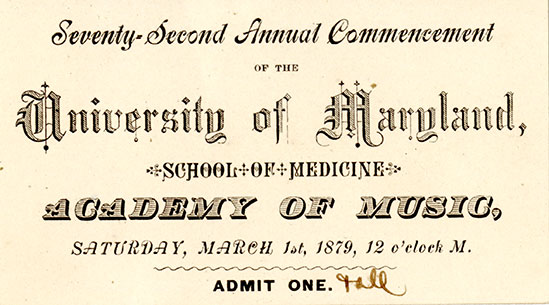 Seventy-Second Annual Commencement
OF THE
University of Maryland,
SCHOOL OF MEDICINE
ACADEMY OF MUSIC,
SATURDAY, MARCH 1st, 1879, 12 o'clock M.
ADMIT ONE.